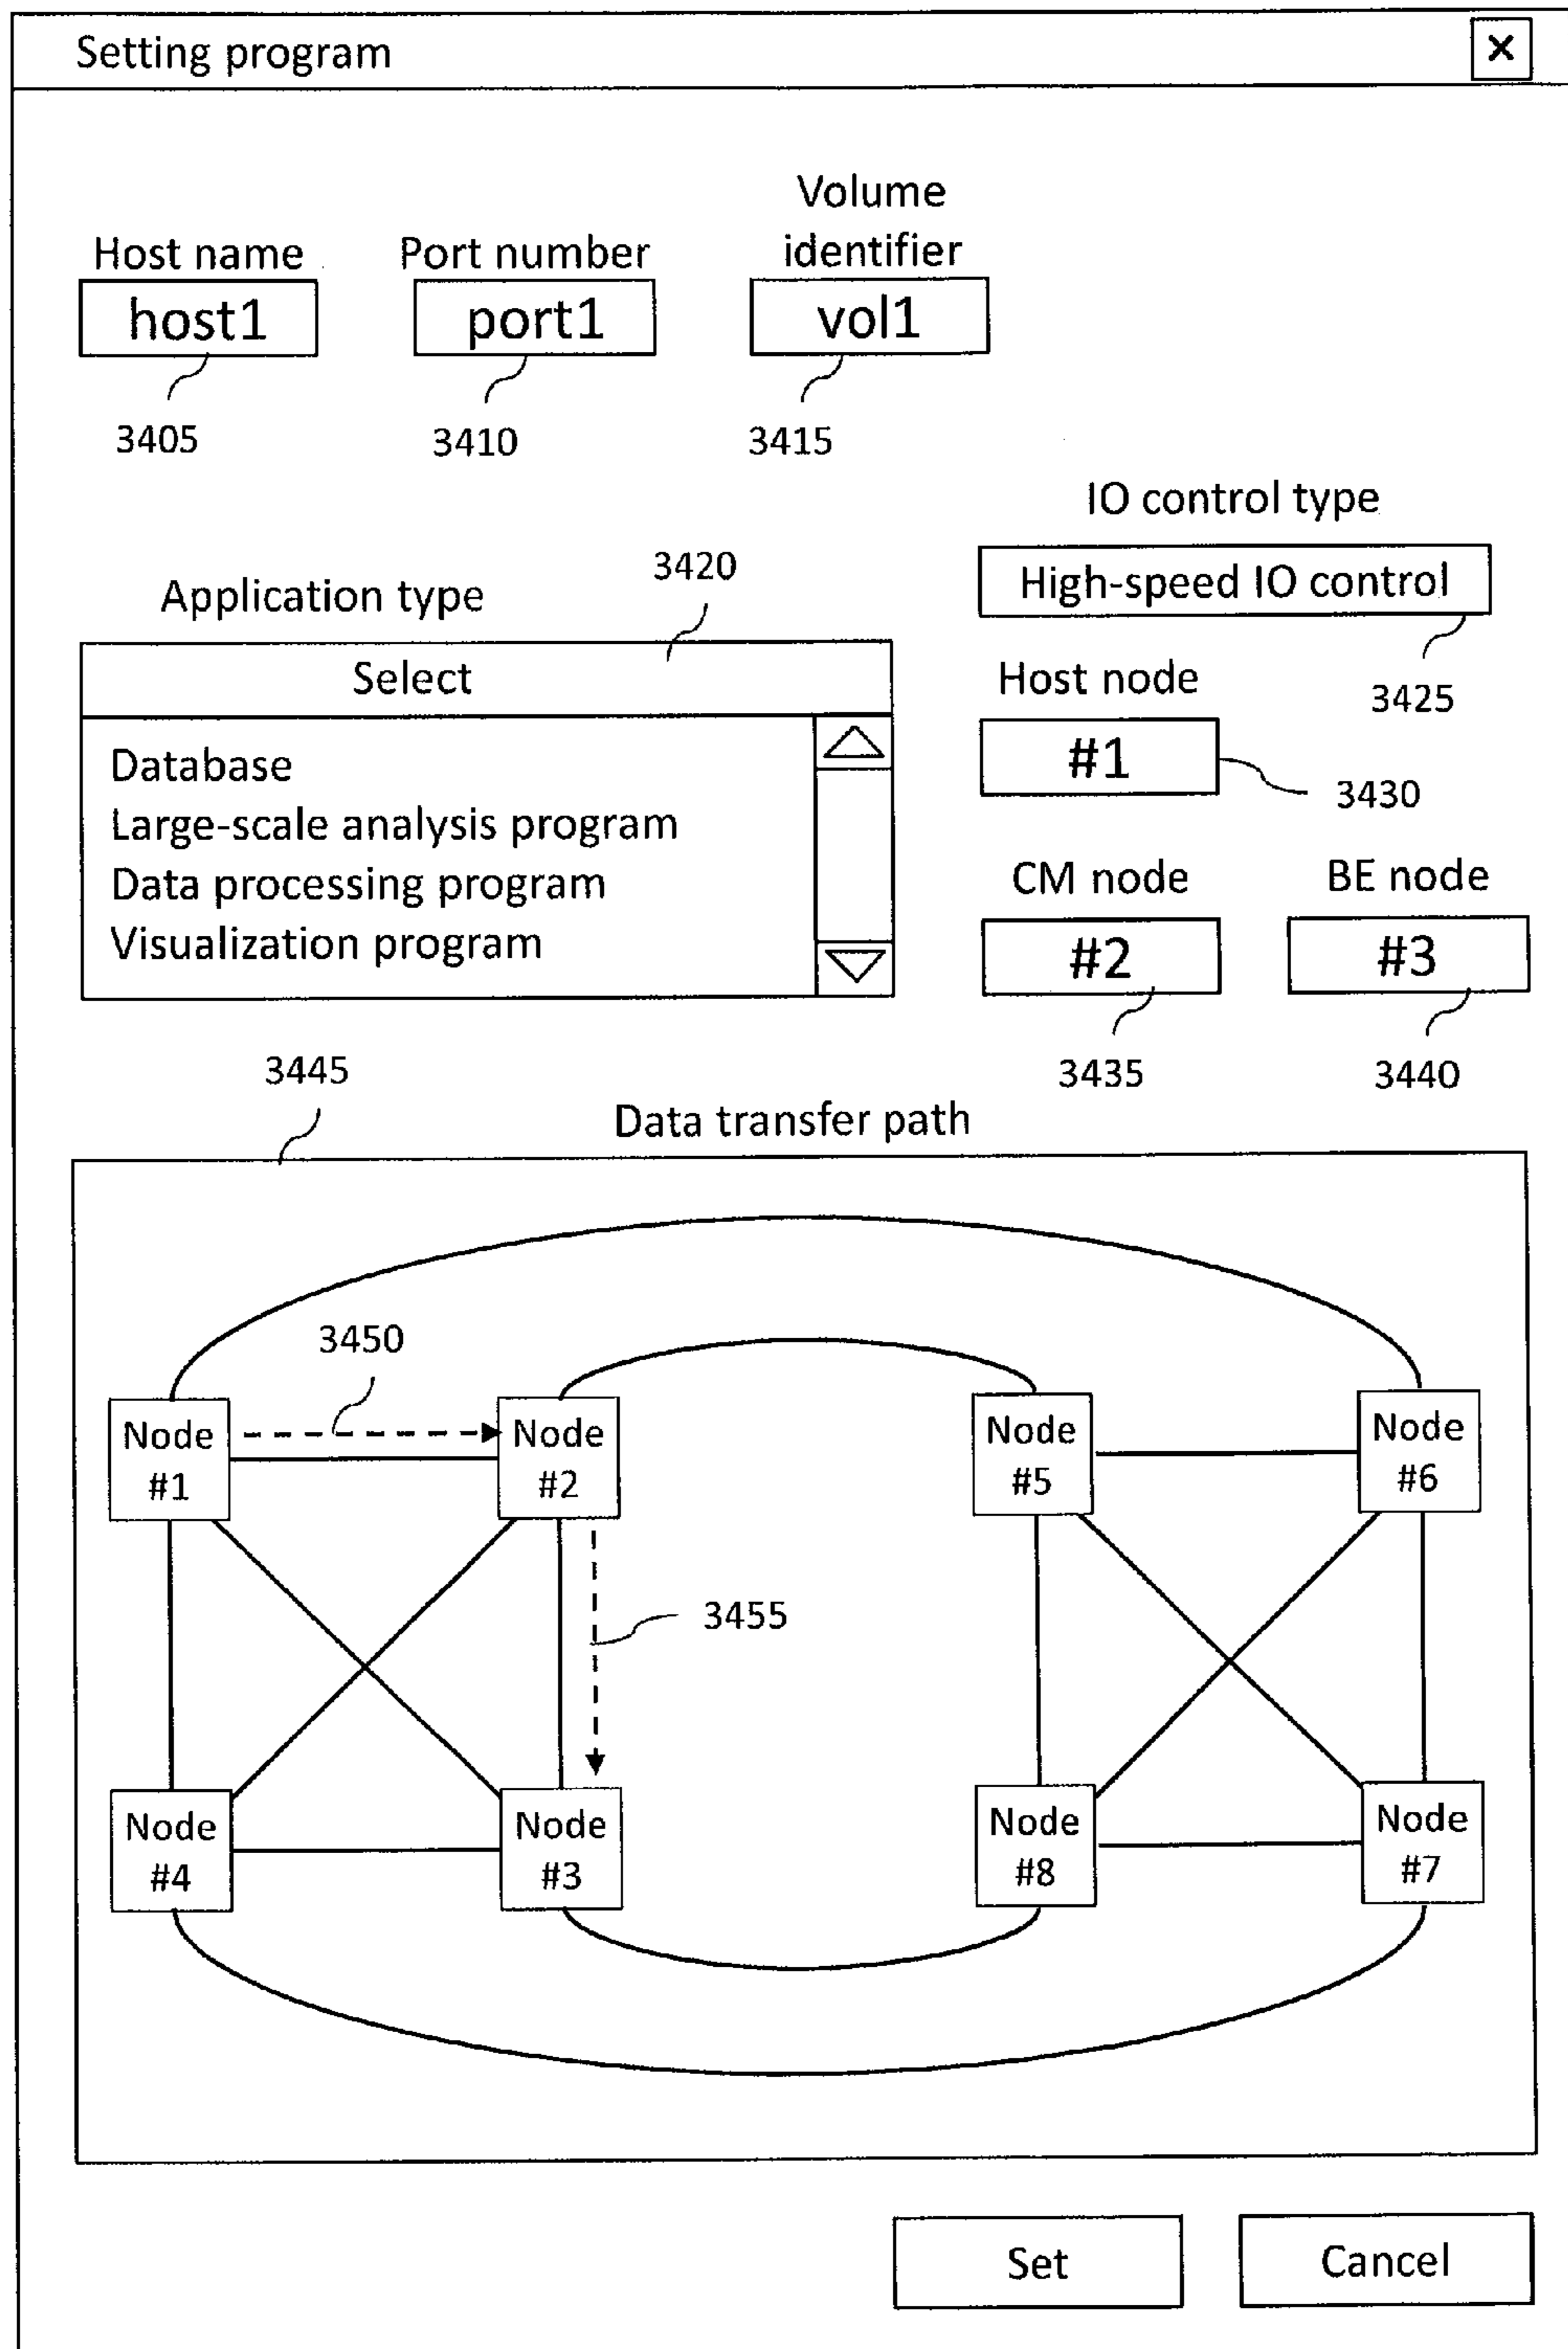 Setting program
×
Host name
host1
3405
Port number
port1
3410
Volume
identifier
vol1
3415
Application type
3420
Select
Database
Large-scale analysis program
Data processing program
Visualization program
IO control type
High-speed IO control
3425
Host node
#1
3430
CM node
#2
3435
BE node
#3
3440
3445
Data transfer path
3450
Node
#1
Node
#2
Node
#5
Node
#6
3455
Node
#4
Node
#3
Node
#8
Node
#7
Set
Cancel